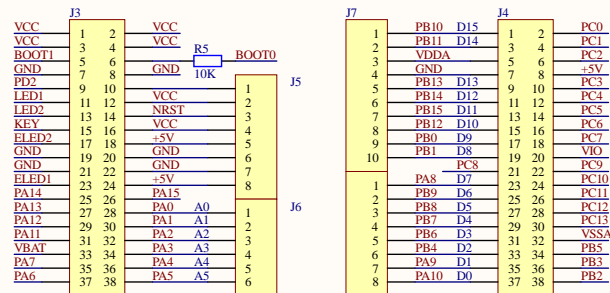 J3 J7 J4
VCC 1 2 VCC 1 PB10 D15 1 2 PC0
VCC 3 4 VCC R5 2 PB11 D14 3 4 PC1
BOOT1 5 6 BOOT0 3 VDDA 5 6 PC2
GND 7 8 GND 10K J5 4 GND 7 8 +5V
PD2 9 10 1 5 PB13 D13 9 10 PC3
LED1 11 12 VCC 2 6 PB14 D12 11 12 PC4
LED2 13 14 NRST 3 7 PB15 D11 13 14 PC5
KEY 15 16 VCC 4 8 PB12 D10 15 16 PC6
ELED2 17 18 +5V 5 9 PB0 D9 17 18 PC7
GND 19 20 GND 6 10 PB1 D8 19 20 VIO
GND 21 22 GND 7 PC8 21 22 PC9
ELED1 23 24 +5V 8 1 PA8 D7 23 24 PC10
PA14 25 26 PA15 J6 2 PB9 D6 25 26 PC11
PA13 27 28 PA0 A0 1 3 PB8 D5 27 28 PC12
PA12 29 30 PA1 A1 2 4 PB7 D4 29 30 PC13
PA11 31 32 PA2 A2 3 5 PB6 D3 31 32 VSSA
VBAT 33 34 PA3 A3 4 6 PB4 D2 33 34 PB5
PA7 35 36 PA4 A4 5 7 PA9 D1 35 36 PB3
PA6 37 38 PA5 A5 6 8 PA10 D0 37 38 PB2